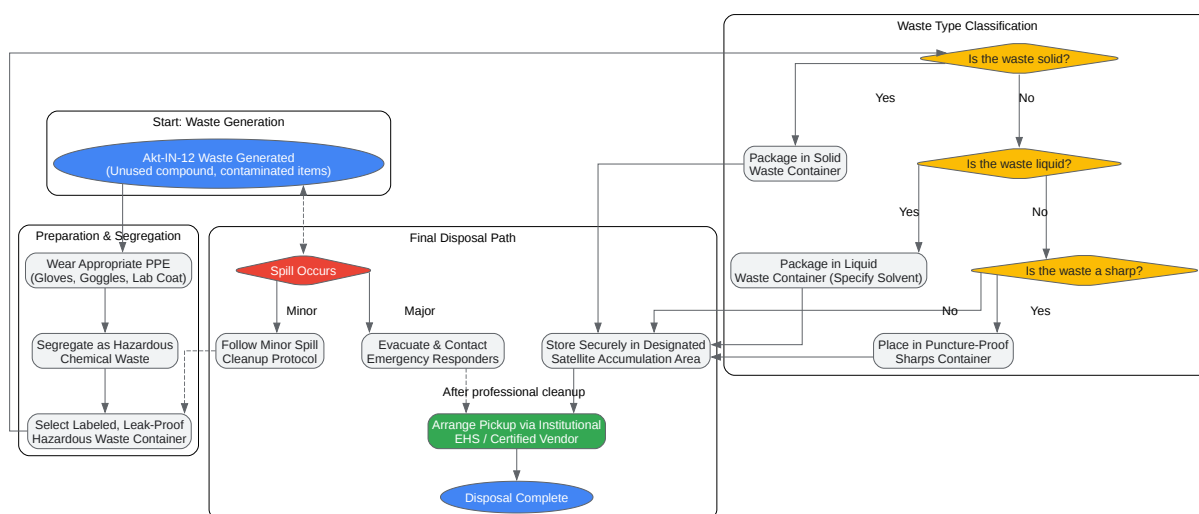 Waste Type Classification
Is the waste solid?
Yes
No
Start: Waste Generation
Akt-IN-12 Waste Generated
(Unused compound, contaminated items)
Package in Solid
Waste Container
Is the waste liquid?
Yes
No
Preparation & Segregation
Final Disposal Path
Wear Appropriate PPE
(Gloves, Goggles, Lab Coat)
Spill Occurs
Package in Liquid
Waste Container (Specify Solvent)
Is the waste a sharp?
Minor
Major
No
Yes
Segregate as Hazardous
Chemical Waste
Follow Minor Spill
Cleanup Protocol
Evacuate & Contact
Emergency Responders
Store Securely in Designated
Satellite Accumulation Area
Place in Puncture-Proof
Sharps Container
After professional cleanup
Select Labeled, Leak-Proof
Hazardous Waste Container
Arrange Pickup via Institutional
EHS / Certified Vendor
Disposal Complete